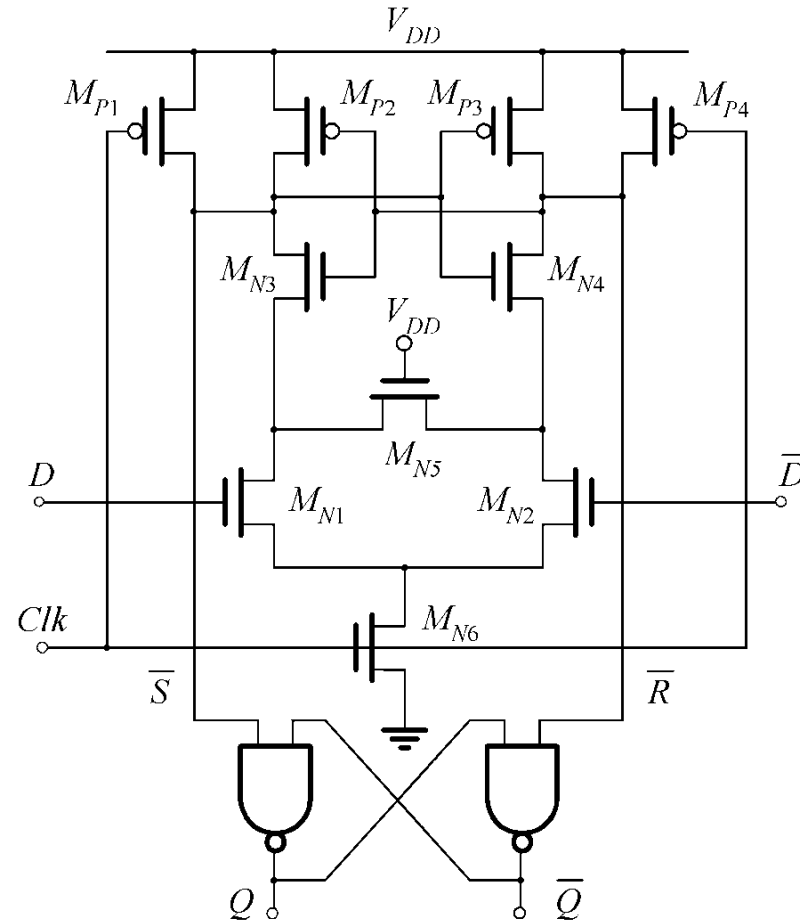 V_DD
M_P1 M_P2 M_P3 M_P4
M_N3 M_N4
V_DD
M_N5
D D̅
M_N1 M_N2
Clk M_N6
S̅ R̅
Q Q̅